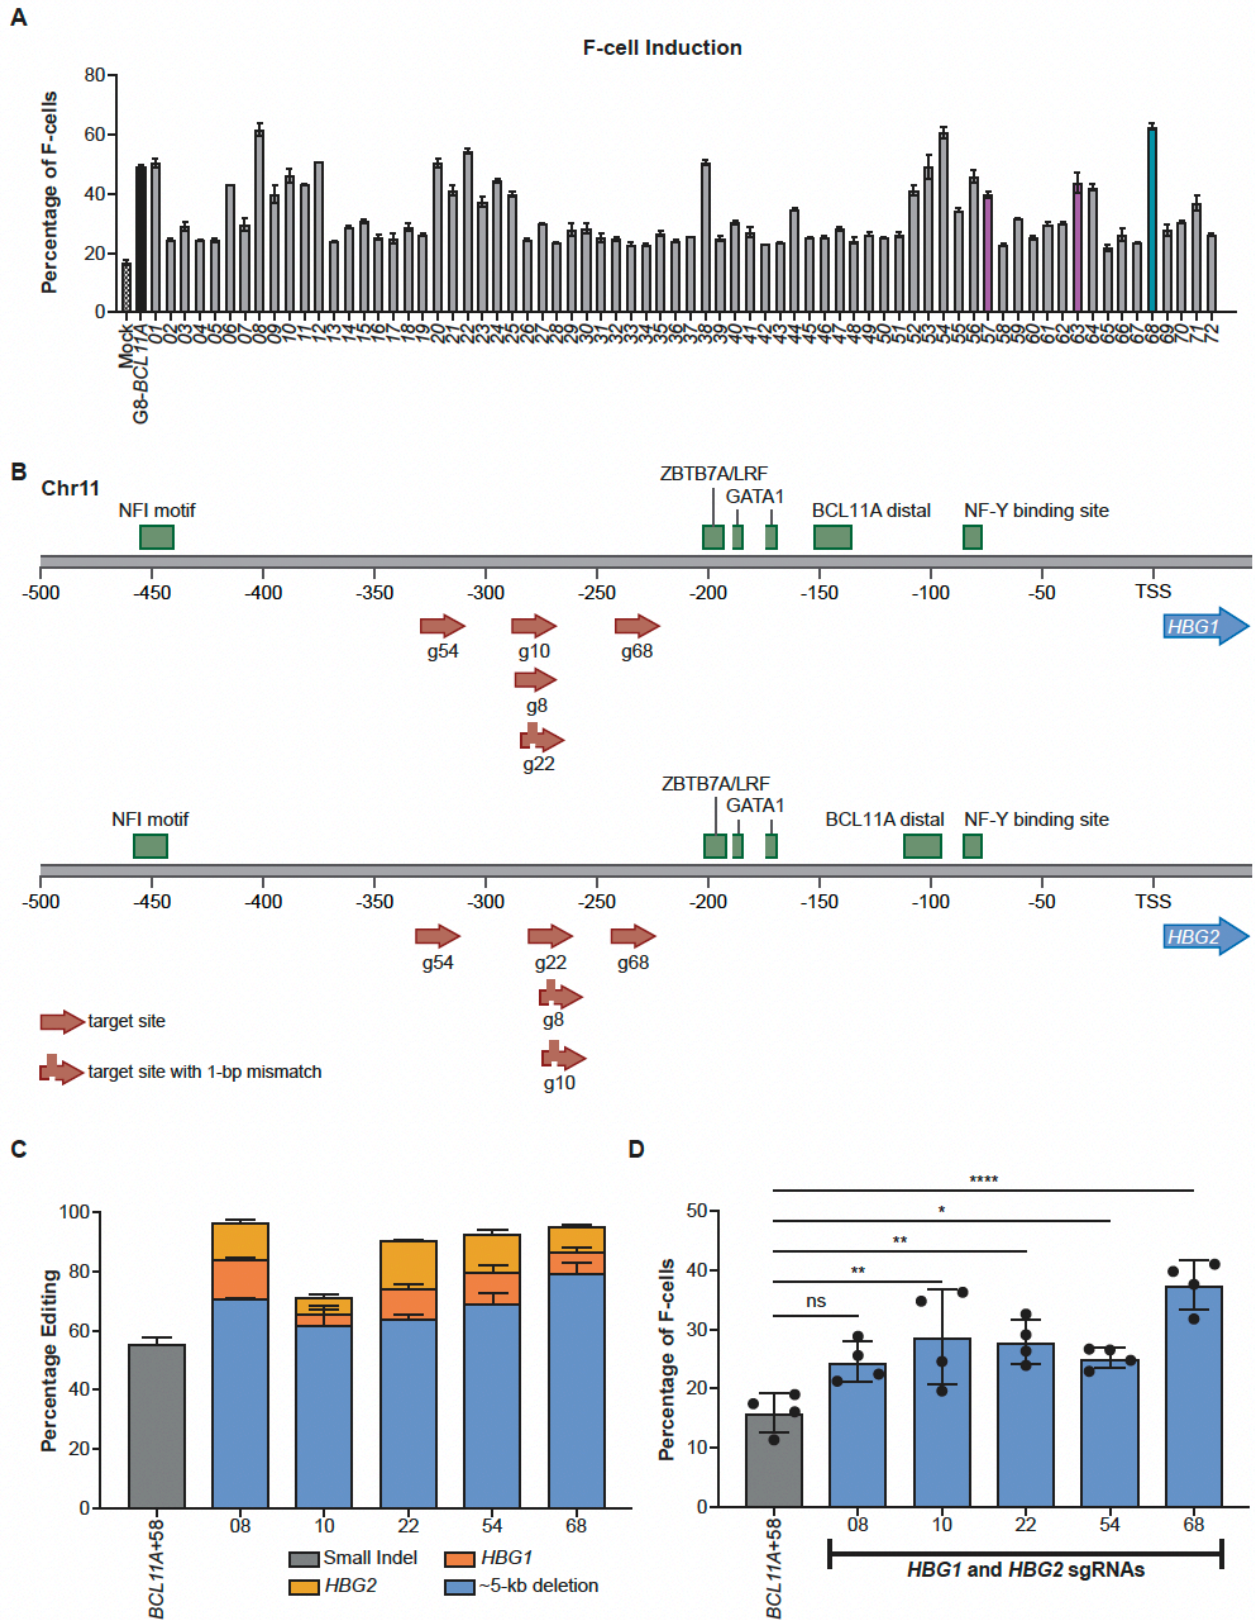 A
F-cell Induction
Percentage of F-cells
80
60
40
20
0
Mock
G8-BCL11A
01
02
03
04
05
06
07
08
09
10
11
12
13
14
15
16
17
18
19
20
21
22
23
24
25
26
27
28
29
30
31
32
33
34
35
36
37
38
39
40
41
42
43
44
45
46
47
48
49
50
51
52
53
54
55
56
57
58
59
60
61
62
63
64
65
66
67
68
69
70
71
72
B
Chr11
ZBTB7A/LRF
GATA1
NFI motif
BCL11A distal
NF-Y binding site
-500 -450 -400 -350 -300 -250 -200 -150 -100 -50 TSS
HBG1
g54 g10 g68
g8
g22
ZBTB7A/LRF
GATA1
NFI motif
BCL11A distal
NF-Y binding site
-500 -450 -400 -350 -300 -250 -200 -150 -100 -50 TSS
HBG2
g54 g22 g68
g8
g10
target site
target site with 1-bp mismatch
C
Percentage Editing
100
80
60
40
20
0
BCL11A+58
08
10
22
54
68
Small Indel
HBG1
HBG2
~5-kb deletion
D
Percentage of F-cells
50
40
30
20
10
0
****
*
**
**
ns
BCL11A+58
08
10
22
54
68
HBG1 and HBG2 sgRNAs